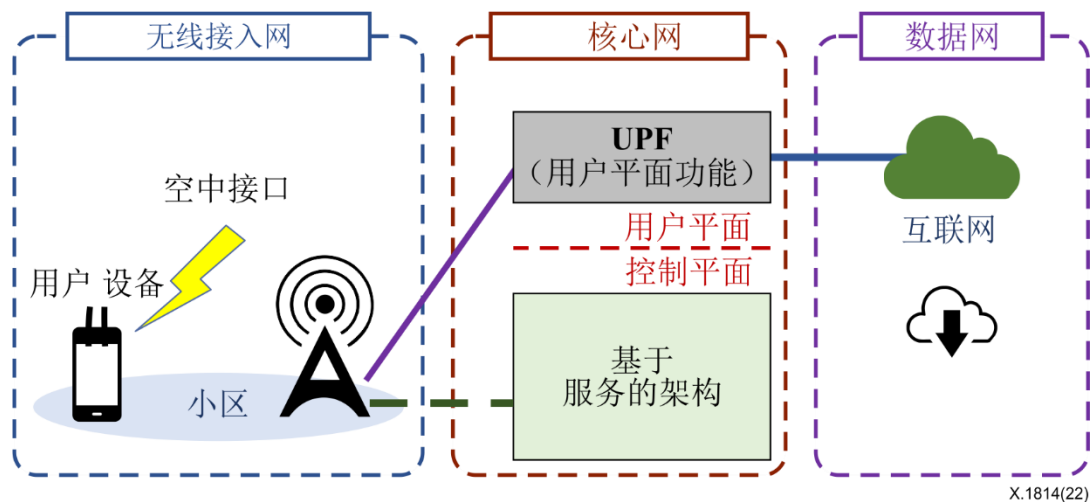 无线接入网
核心网
数据网
空中接口
用户 设备
小区
UPF
（用户平面功能）
用户平面
控制平面
基于
服务的架构
互联网
X.1814(22)